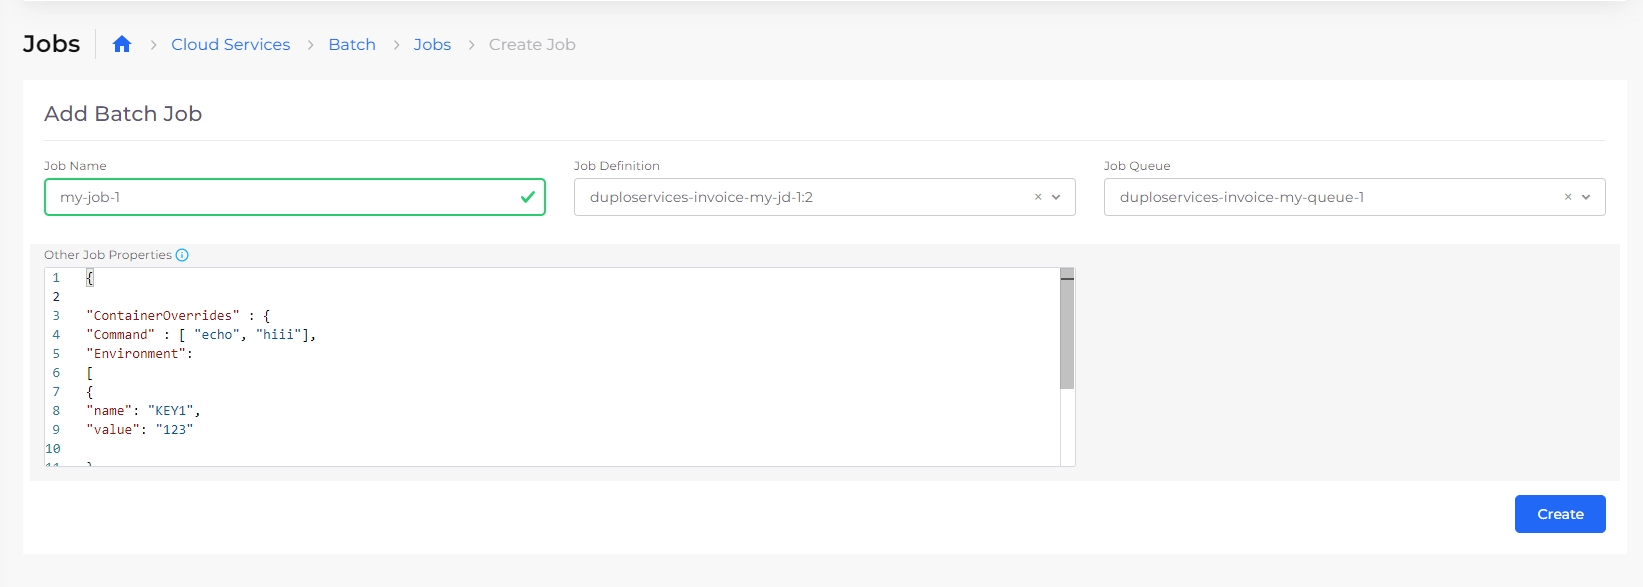 Jobs > Cloud Services > Batch > Jobs > Create Job
Add Batch Job
Job Name
Job Definition
Job Queue
my-job-1
duploservices-invoice-my-jd-1:2
duploservices-invoice-my-queue-1
Other Job Properties
1 {
2
3 "ContainerOverrides" : {
4 "Command" : [ "echo", "hiii"],
5 "Environment":
6 [
7 {
8 "name": "KEY1",
9 "value": "123"
10
Create